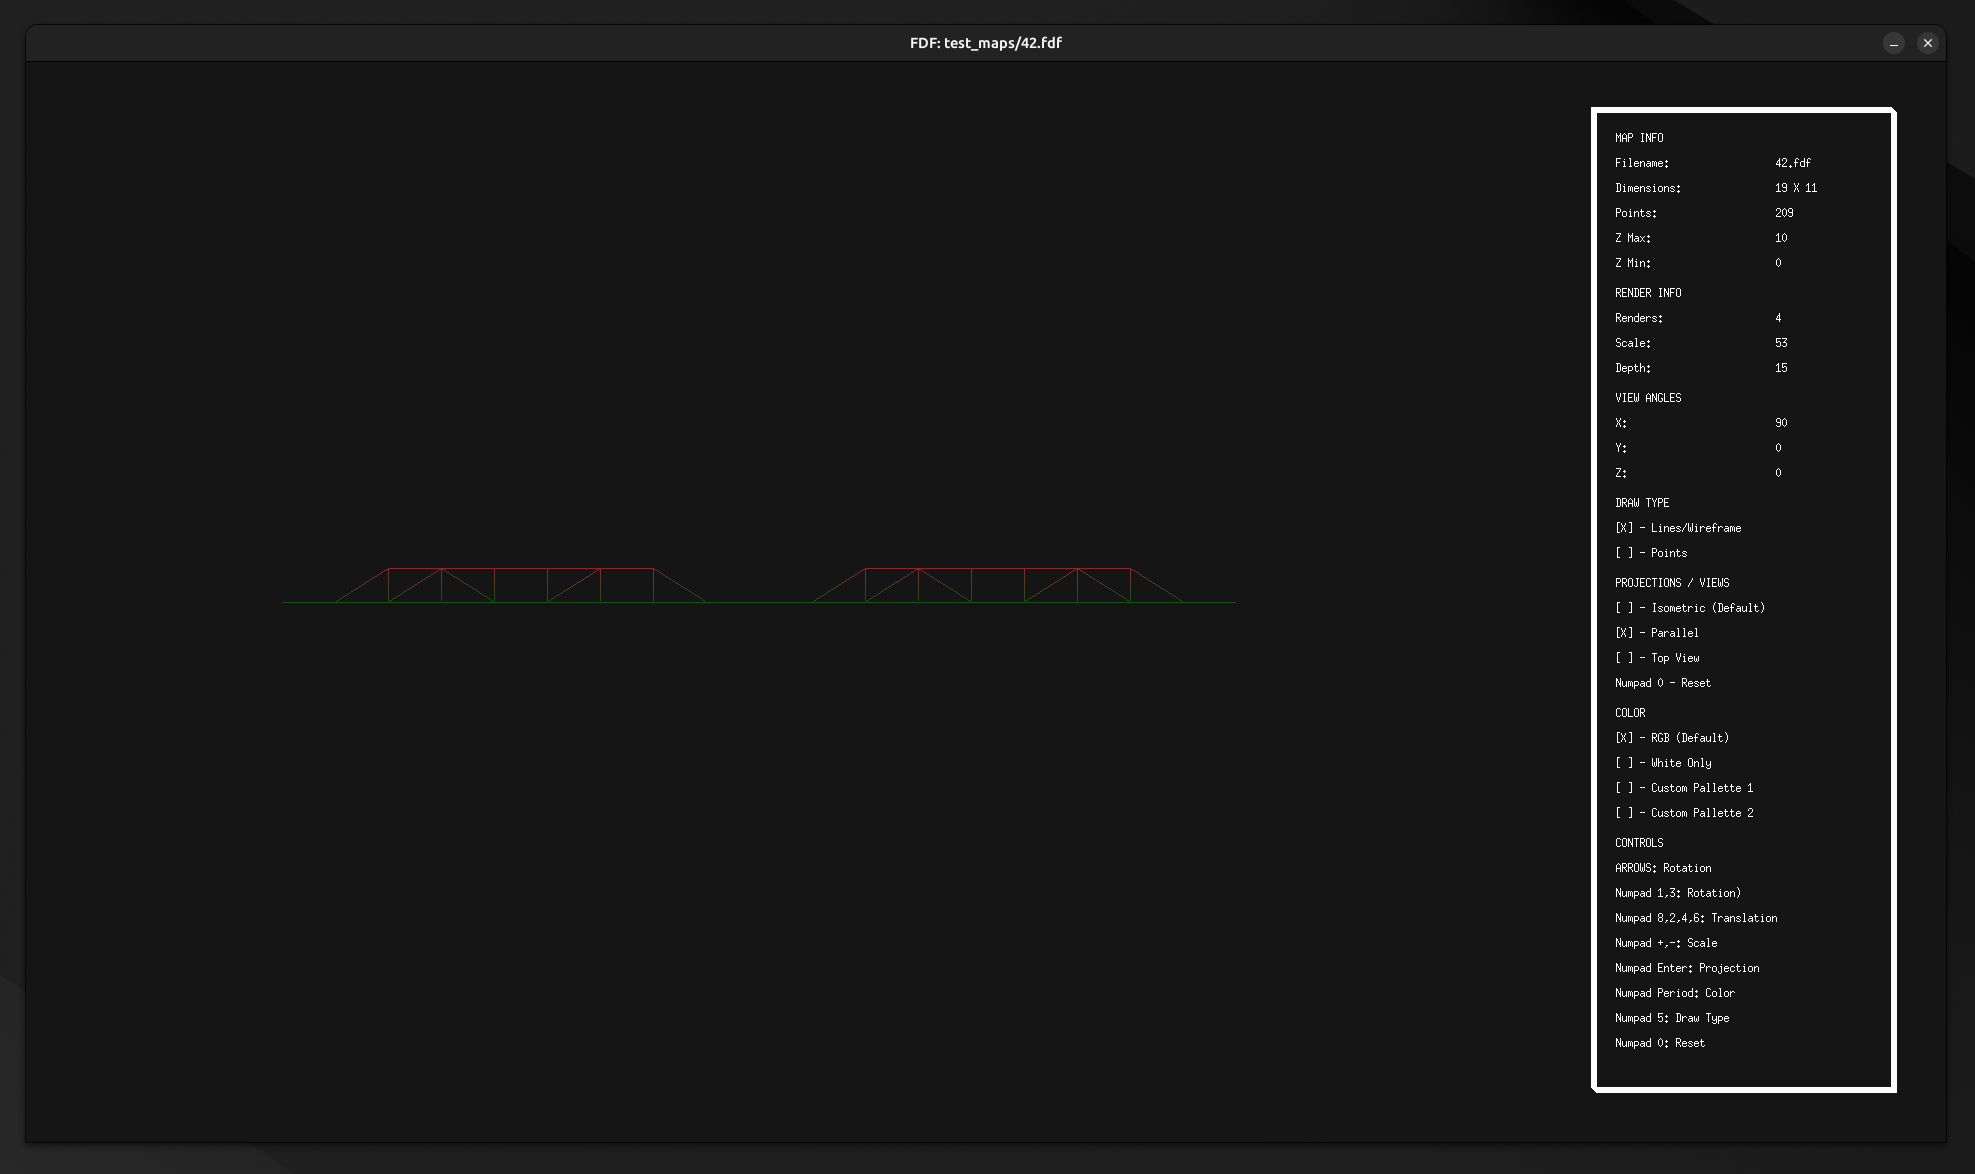 FDF: test_maps/42.fdf
MAP INFO
Filename: 42.fdf
Dimensions: 19 X 11
Points: 209
Z Max: 10
Z Min: 0
RENDER INFO
Renders: 4
Scale: 53
Depth: 15
VIEW ANGLES
X: 90
Y: 0
Z: 0
DRAW TYPE
[X] - Lines/Wireframe
[ ] - Points
PROJECTIONS / VIEWS
[ ] - Isometric (Default)
[X] - Parallel
[ ] - Top View
Numpad 0 - Reset
COLOR
[X] - RGB (Default)
[ ] - White Only
[ ] - Custom Pallette 1
[ ] - Custom Pallette 2
CONTROLS
ARROWS: Rotation
Numpad 1,3: Rotation)
Numpad 8,2,4,6: Translation
Numpad +,-: Scale
Numpad Enter: Projection
Numpad Period: Color
Numpad 5: Draw Type
Numpad 0: Reset